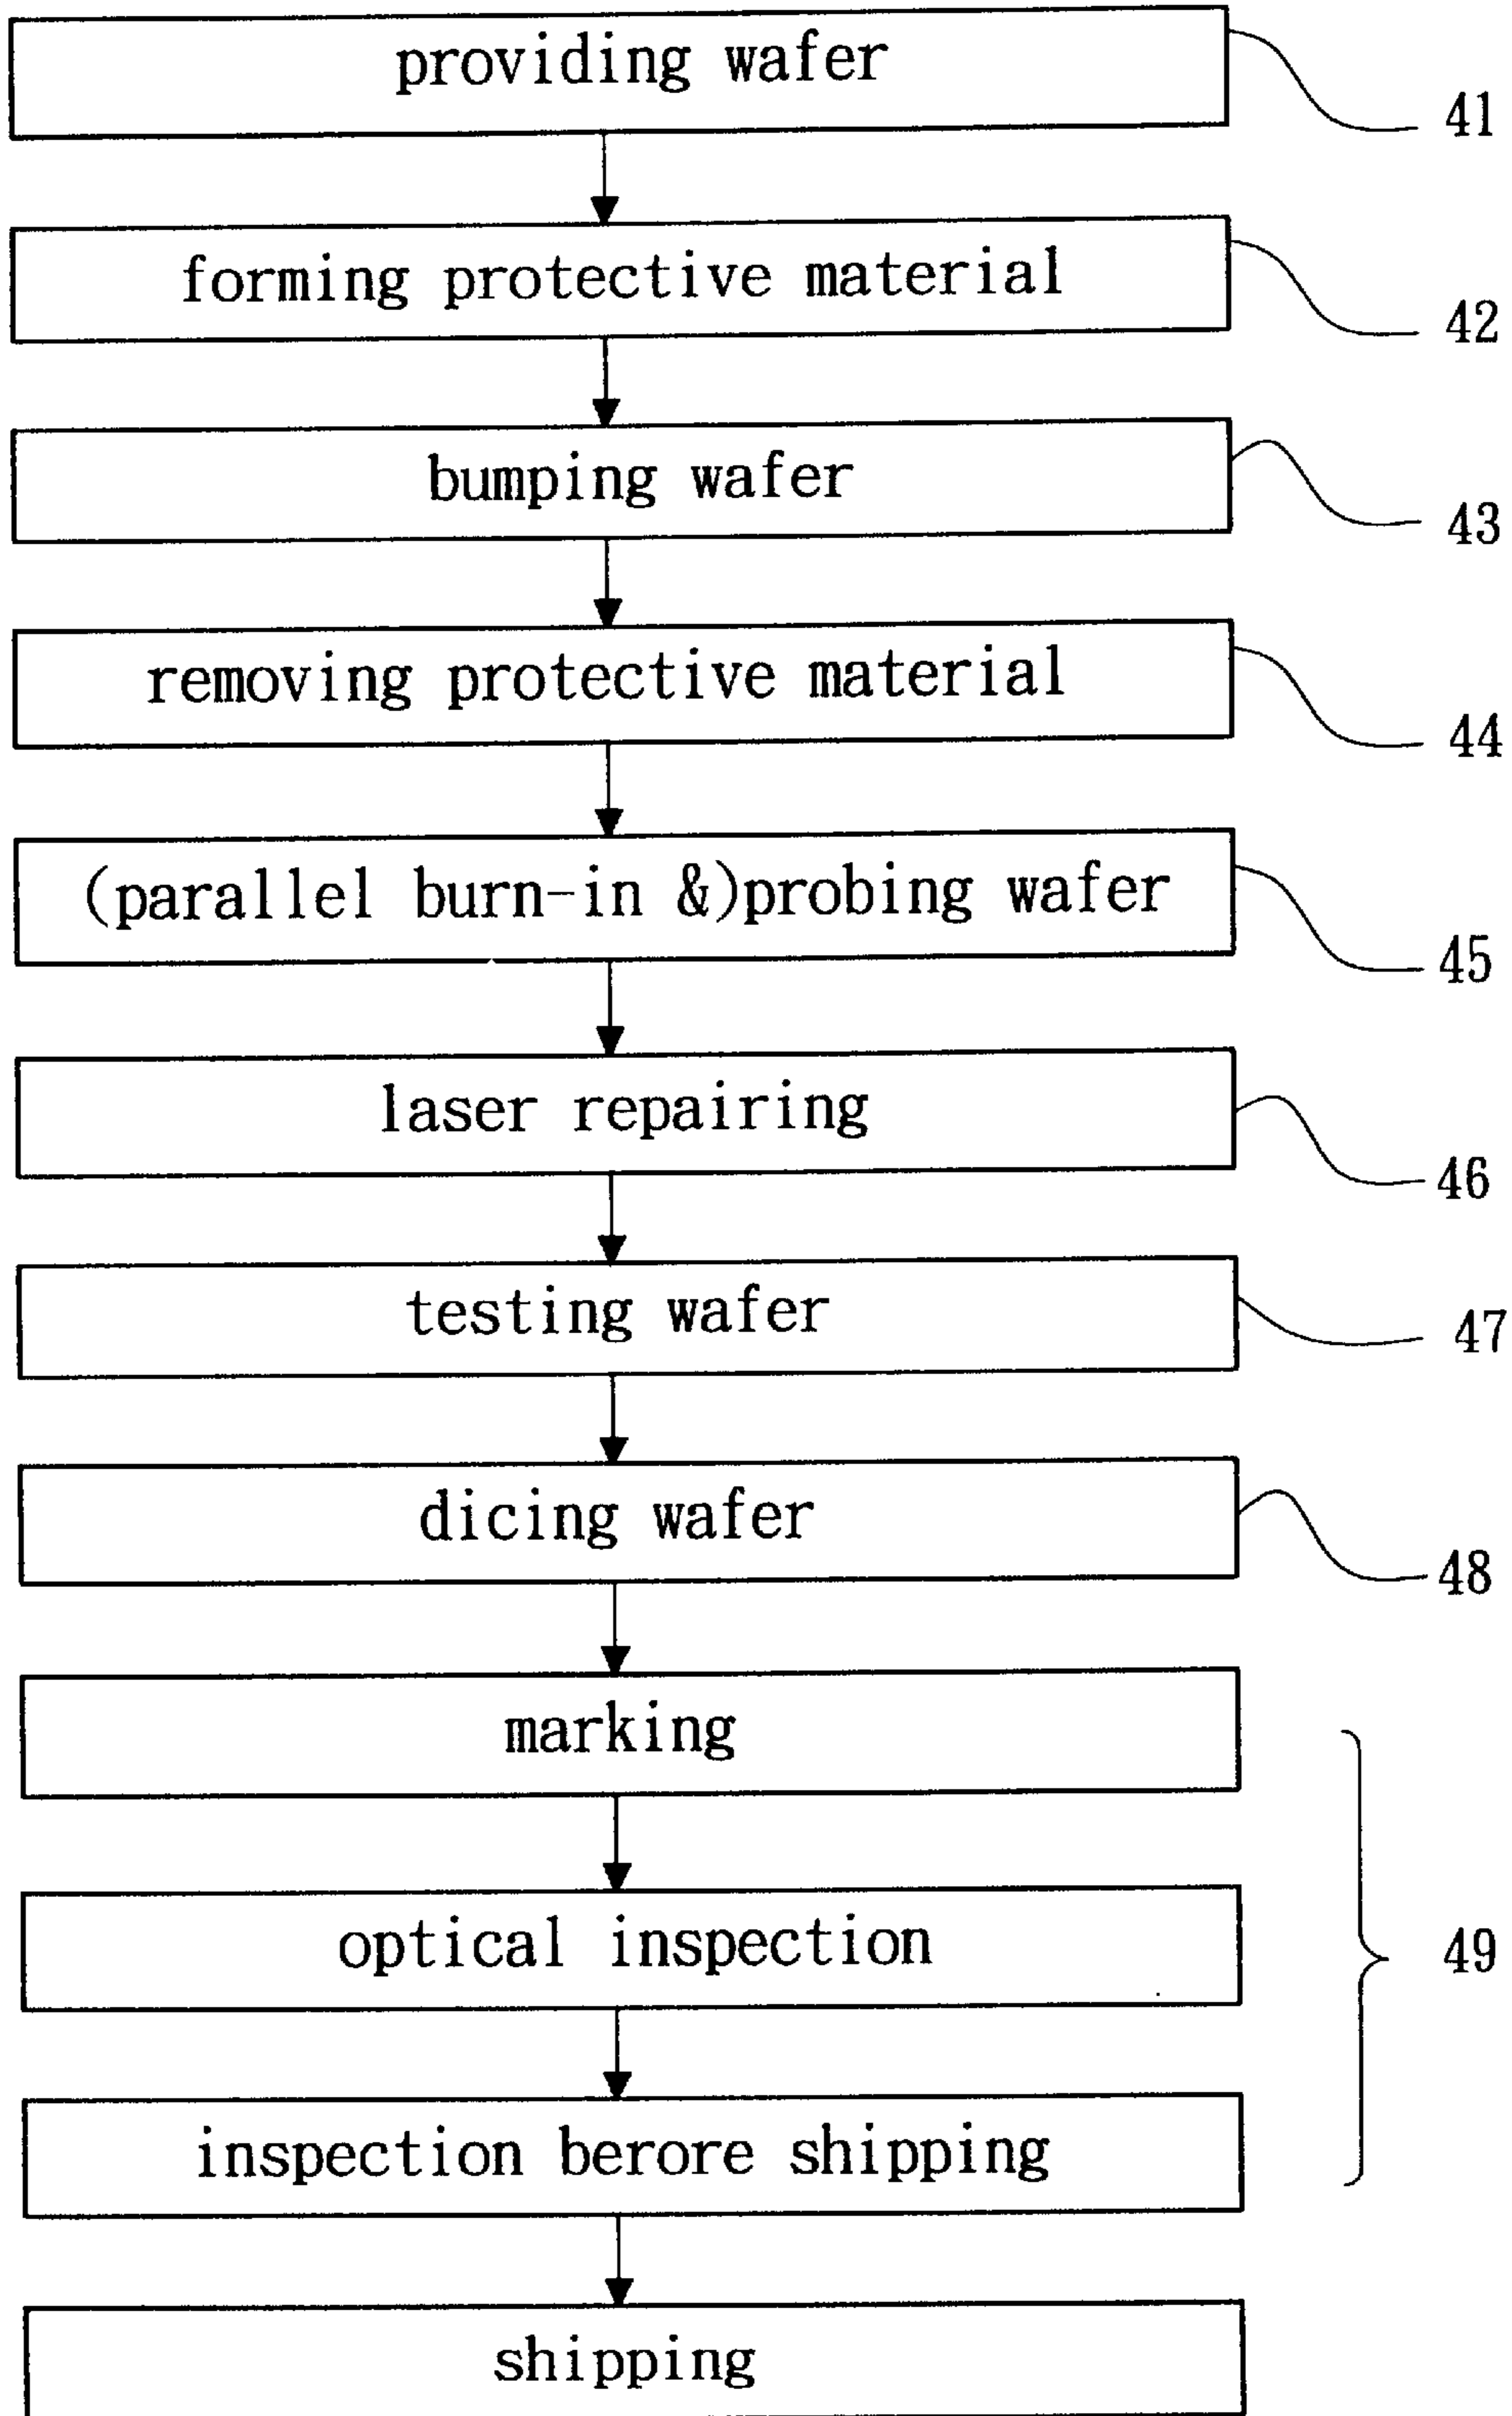 providing wafer
41
forming protective material
42
bumping wafer
43
removing protective material
44
(parallel burn-in &)probing wafer
45
laser repairing
46
testing wafer
47
dicing wafer
48
marking
optical inspection
49
inspection berore shipping
shipping